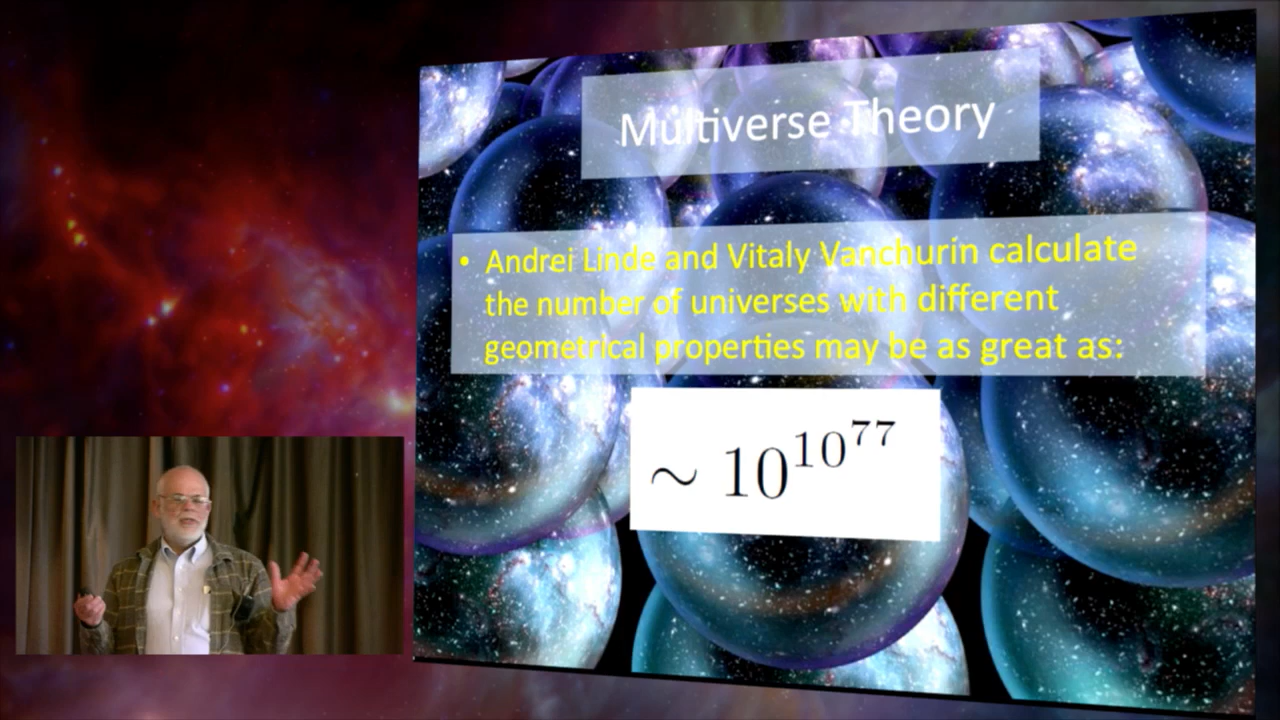 Multiverse Theory
• Andrei Linde and Vitaly Vanchurin calculate
the number of universes with different
geometrical properties may be as great as:
~ 10^10^77